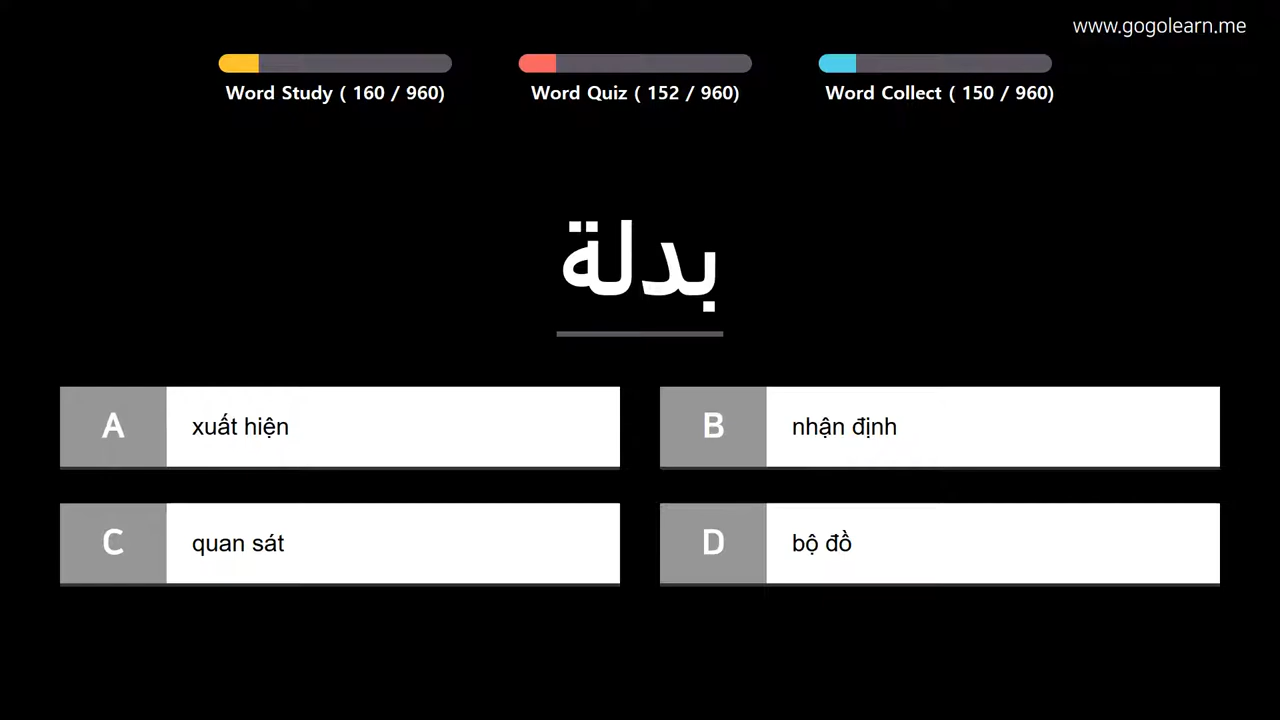 www.gogolearn.me
Word Study ( 160 / 960)
Word Quiz ( 152 / 960)
Word Collect ( 150 / 960)
بدلة
A xuất hiện
B nhận định
C quan sát
D bộ đồ